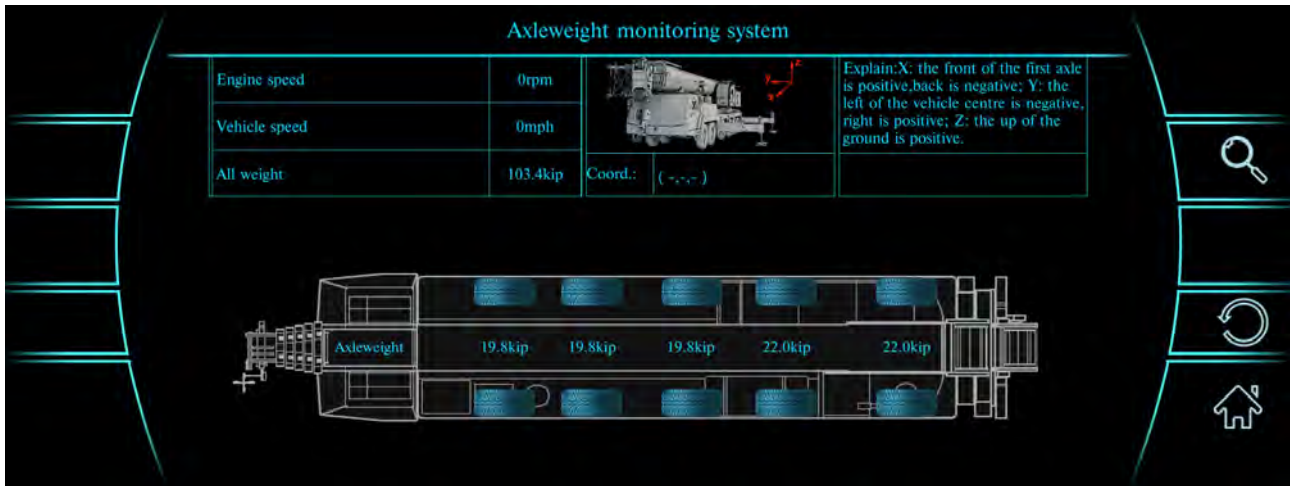 Axleweight monitoring system
Engine speed 0rpm
Vehicle speed 0mph
All weight 103.4kip
z
y
x
Coord.: ( -,-,- )
Explain:X: the front of the first axle
is positive,back is negative; Y: the
left of the vehicle centre is negative,
right is positive; Z: the up of the
ground is positive.
Axleweight 19.8kip 19.8kip 19.8kip 22.0kip 22.0kip